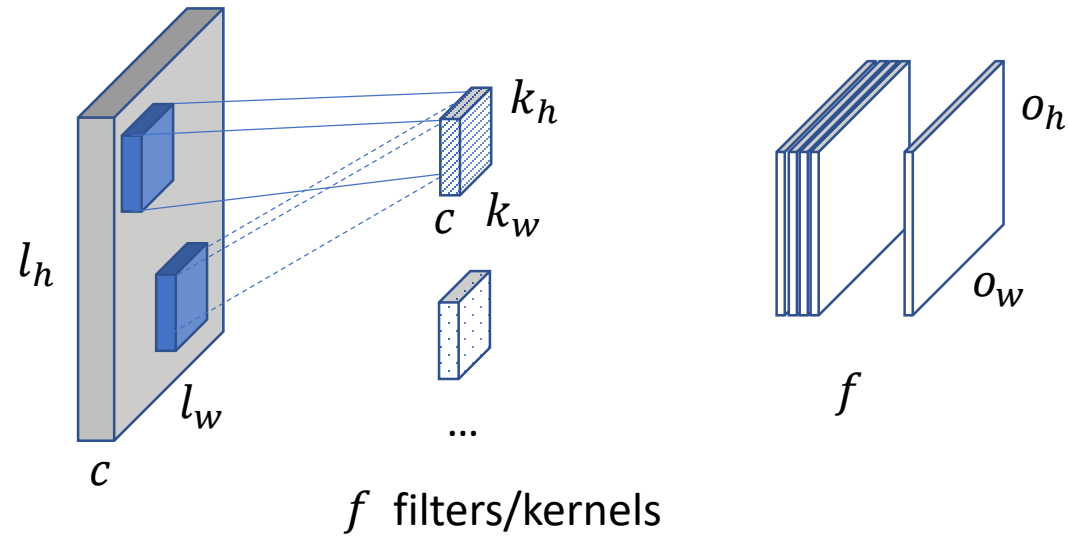 k_h
o_h
c k_w
l_h
o_w
l_w
f
...
c
f filters/kernels